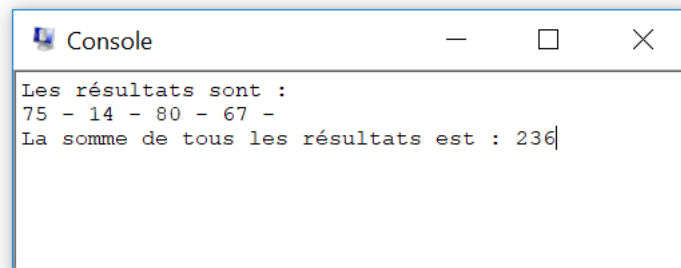 Console
Les résultats sont :
75 - 14 - 80 - 67 -
La somme de tous les résultats est : 236